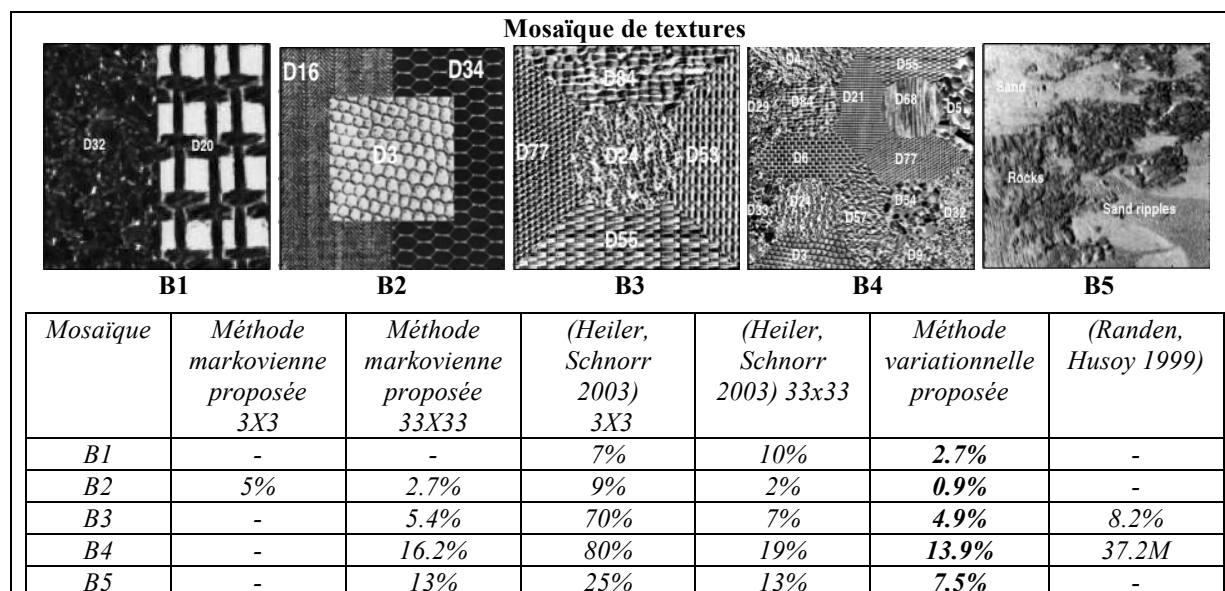 Mosaïque de textures
D32 D20
D16 D34
D3
D84
D77 D24 D53
D55
D4 D55
D29 D84 D21 D68 D5
D6 D77
D33 D24 D57 D54 D32
D3 D9
Sand
Rocks
Sand ripples
B1 B2 B3 B4 B5
Mosaïque Méthode markovienne proposée 3X3 Méthode markovienne proposée 33X33 (Heiler, Schnorr 2003) 3X3 (Heiler, Schnorr 2003) 33x33 Méthode variationnelle proposée (Randen, Husoy 1999)
B1 - - 7% 10% 2.7% -
B2 5% 2.7% 9% 2% 0.9% -
B3 - 5.4% 70% 7% 4.9% 8.2%
B4 - 16.2% 80% 19% 13.9% 37.2M
B5 - 13% 25% 13% 7.5% -